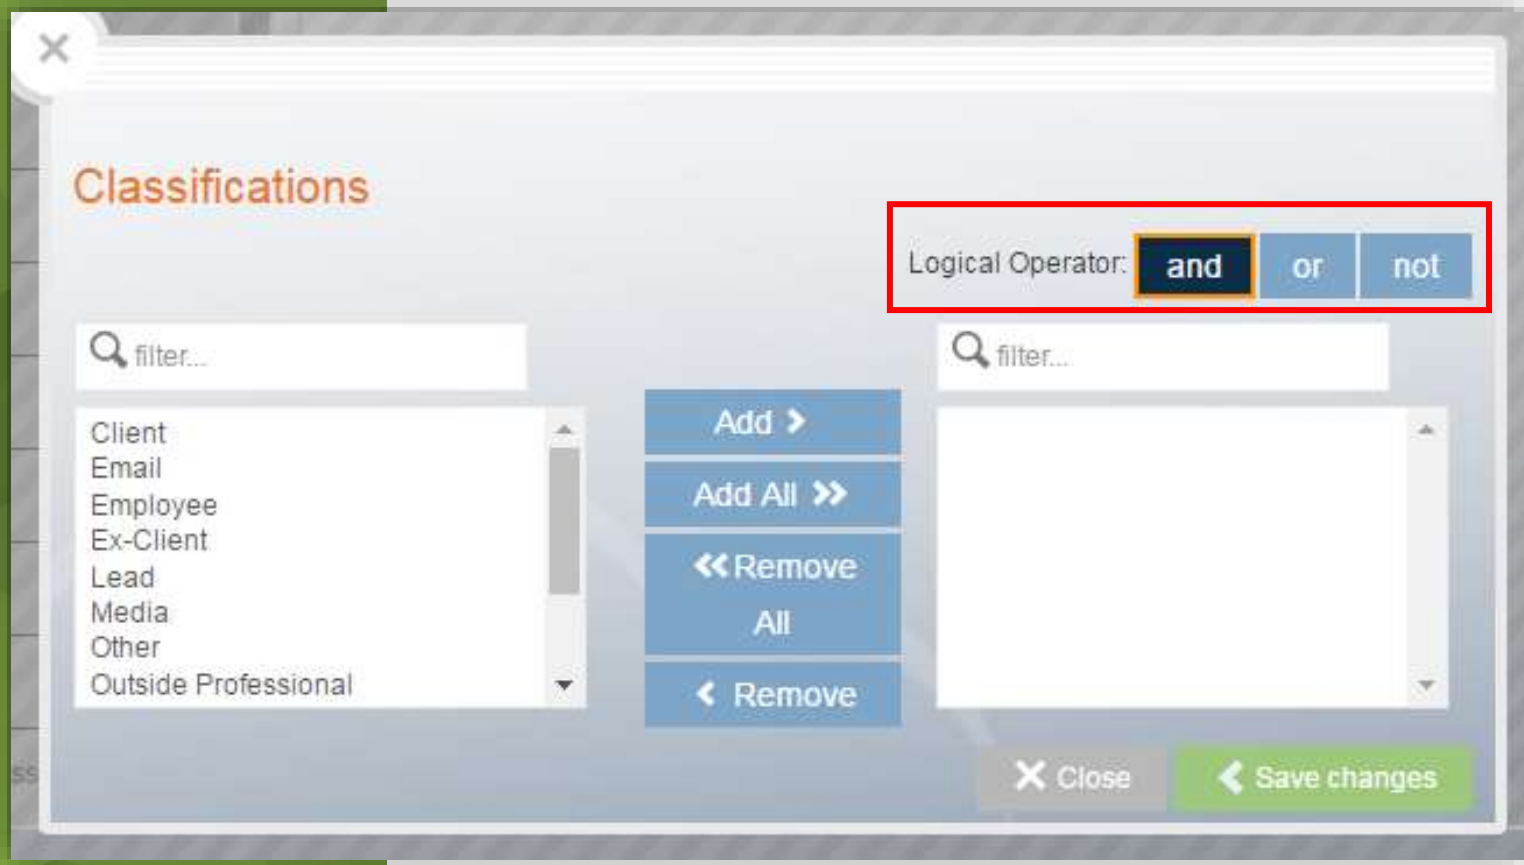 Classifications
Logical Operator: and or not
filter...
filter...
Client
Email
Employee
Ex-Client
Lead
Media
Other
Outside Professional
Add
Add All
Remove
All
Remove
Close
Save changes
ss